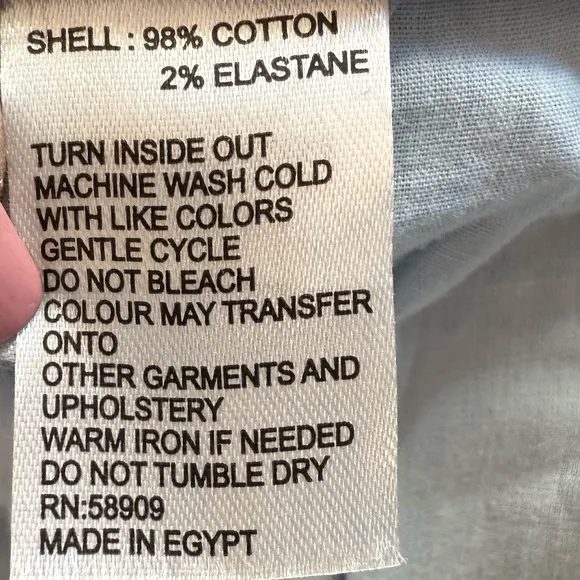 SHELL : 98% COTTON
2% ELASTANE
TURN INSIDE OUT
MACHINE WASH COLD
WITH LIKE COLORS
GENTLE CYCLE
DO NOT BLEACH
COLOUR MAY TRANSFER
ONTO
OTHER GARMENTS AND
UPHOLSTERY
WARM IRON IF NEEDED
DO NOT TUMBLE DRY
RN:58909
MADE IN EGYPT